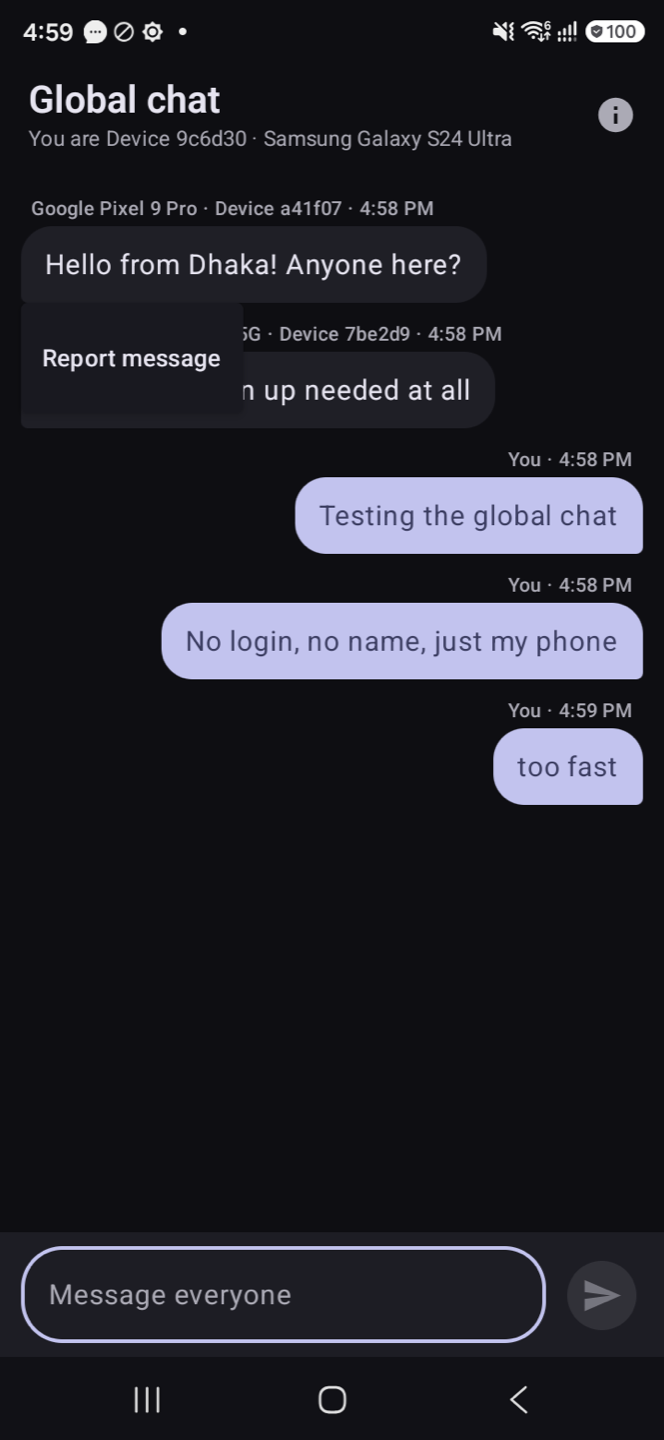 4:59
6
100
Global chat
You are Device 9c6d30 · Samsung Galaxy S24 Ultra
Google Pixel 9 Pro · Device a41f07 · 4:58 PM
Hello from Dhaka! Anyone here?
5G · Device 7be2d9 · 4:58 PM
Report message
up needed at all
You · 4:58 PM
Testing the global chat
You · 4:58 PM
No login, no name, just my phone
You · 4:59 PM
too fast
Message everyone